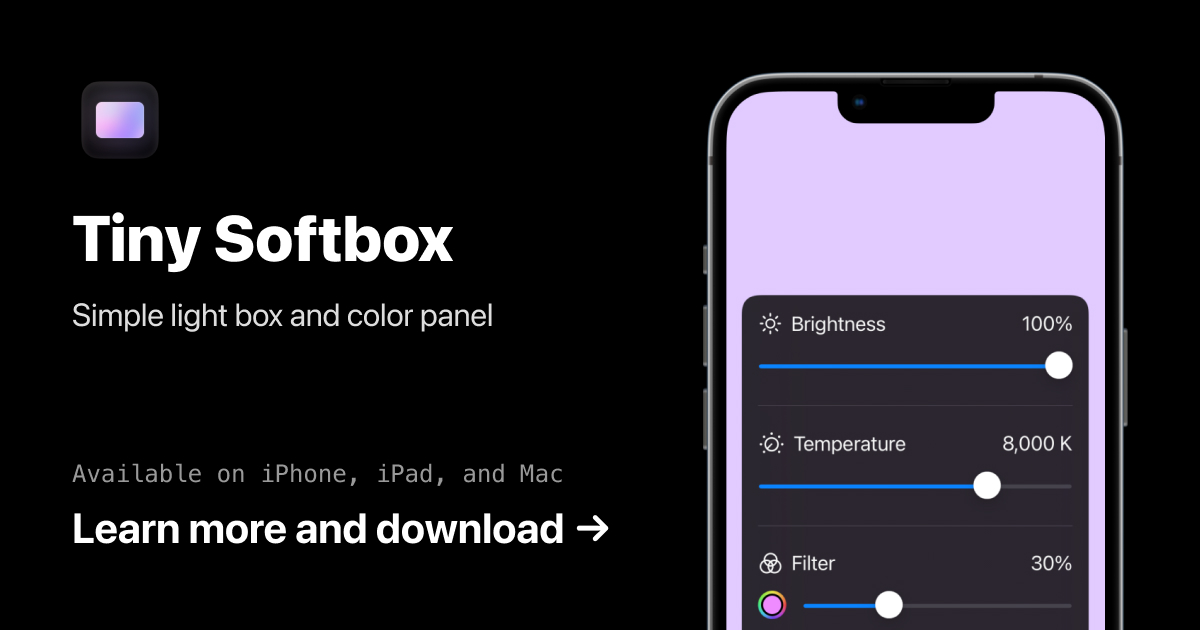 Tiny Softbox
Simple light box and color panel
Available on iPhone, iPad, and Mac
Learn more and download →
Brightness 100%
Temperature 8,000 K
Filter 30%